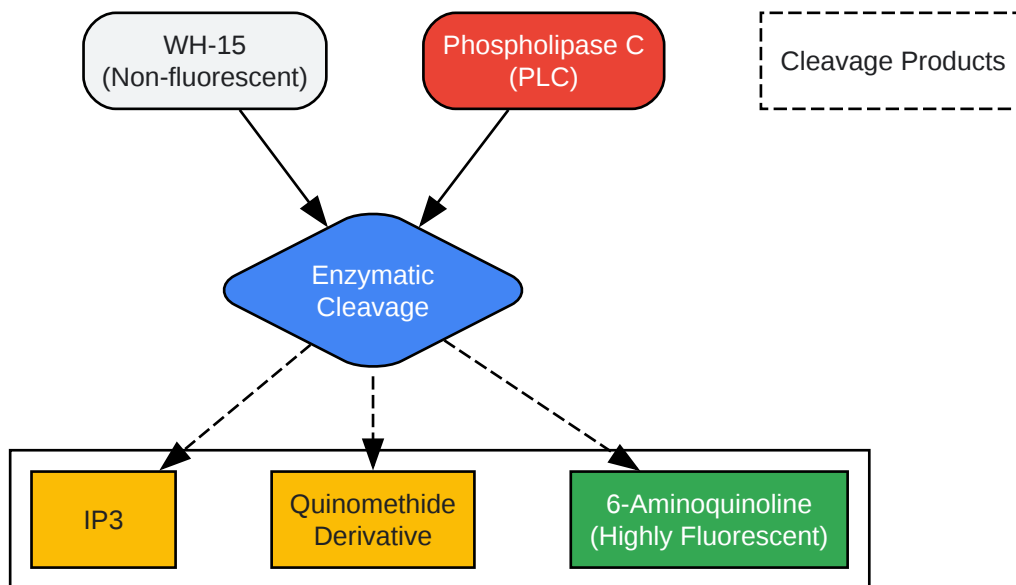 WH-15
(Non-fluorescent)
Phospholipase C
(PLC)
Cleavage Products
Enzymatic
Cleavage
IP3
Quinomethide
Derivative
6-Aminoquinoline
(Highly Fluorescent)